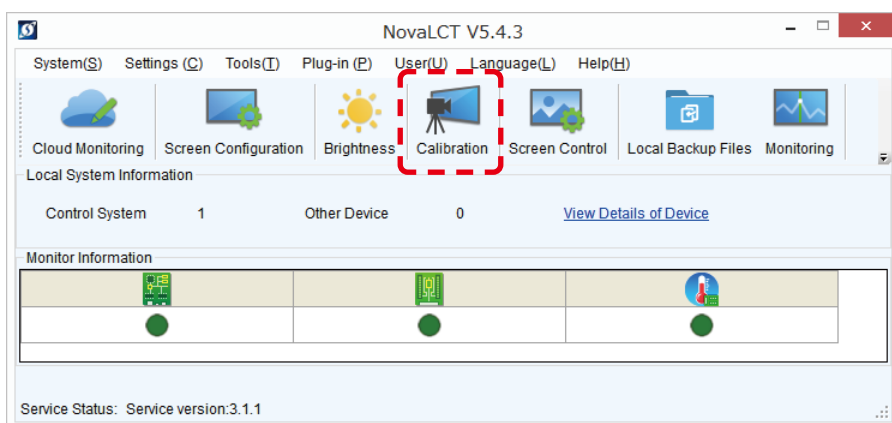 NovaLCT V5.4.3
System(S) Settings (C) Tools(T) Plug-in (P) User(U) Language(L) Help(H)
Cloud Monitoring Screen Configuration Brightness Calibration Screen Control Local Backup Files Monitoring
Local System Information
Control System 1 Other Device 0 View Details of Device
Monitor Information
Service Status: Service version:3.1.1